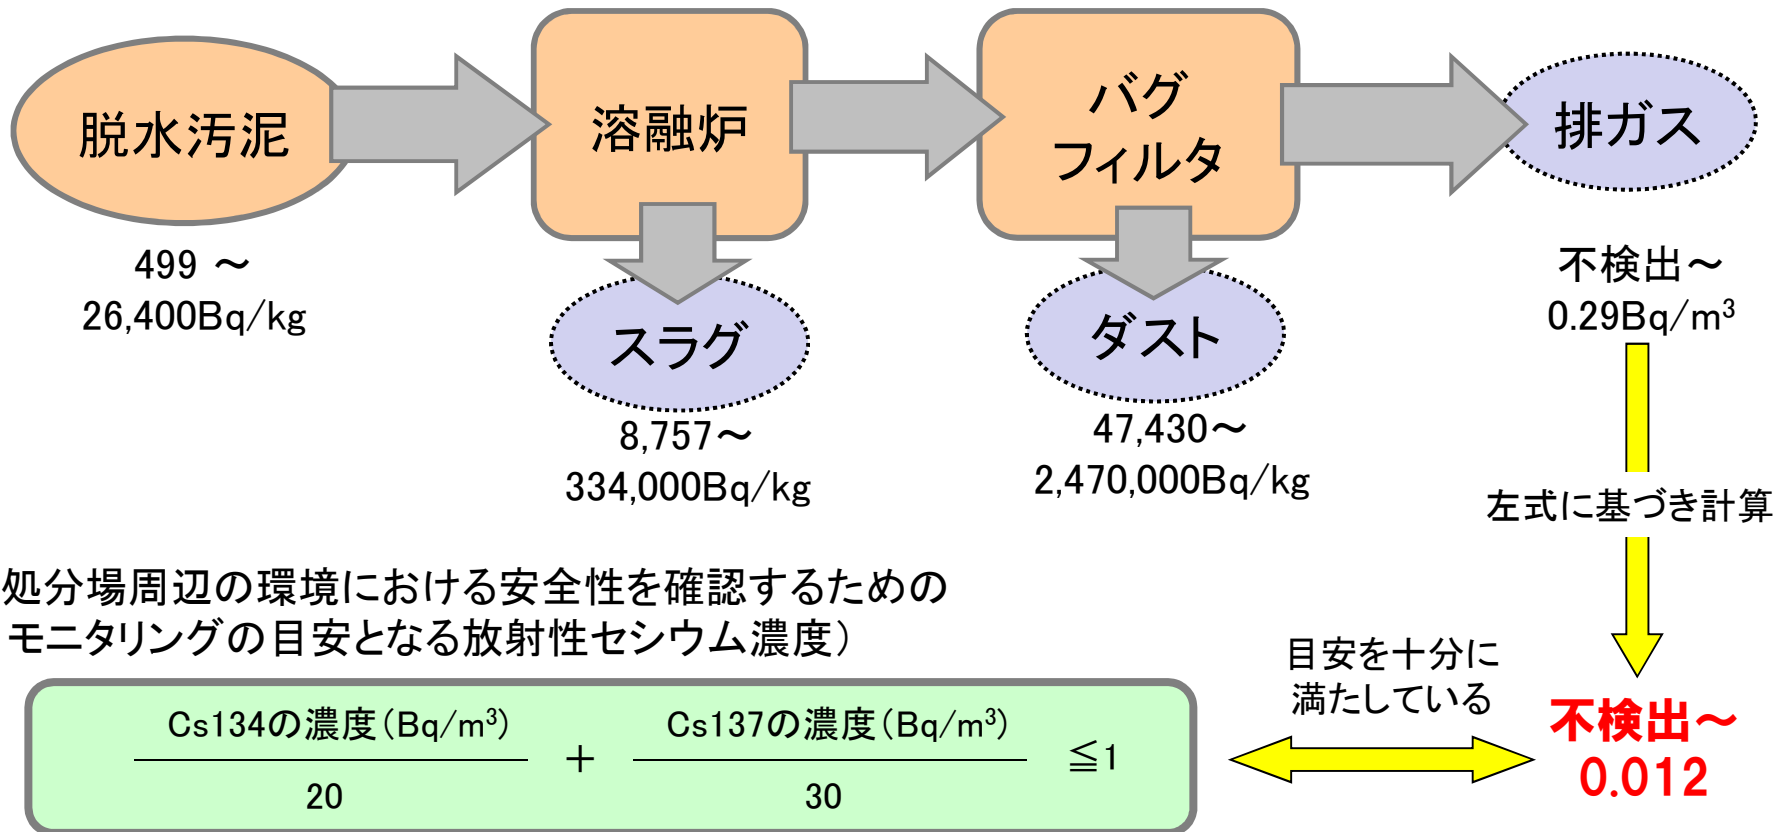 脱水汚泥
溶融炉
バグ
フィルタ
排ガス
499 ～
26,400Bq/kg
スラグ
8,757～
334,000Bq/kg
ダスト
47,430～
2,470,000Bq/kg
不検出～
0.29Bq/m³
左式に基づき計算
処分場周辺の環境における安全性を確認するための
モニタリングの目安となる放射性セシウム濃度）
Cs134の濃度（Bq/m³）
20
＋
Cs137の濃度（Bq/m³）
30
≦1
目安を十分に
満たしている
不検出～
0.012